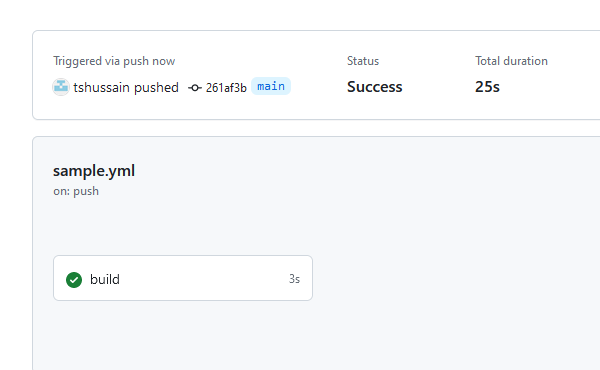 Triggered via push now
tshussain pushed 261af3b main
Status
Success
Total duration
25s
sample.yml
on: push
build 3s